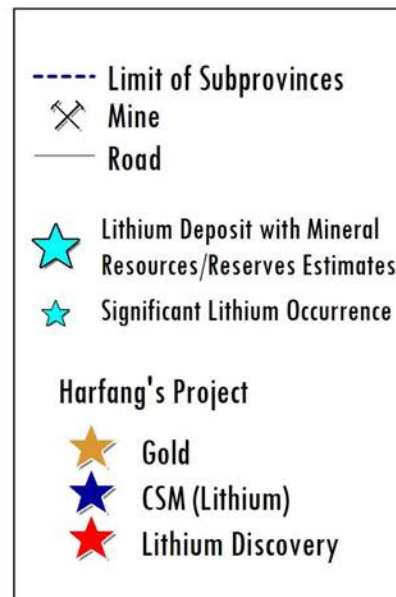 Limit of Subprovinces
Mine
Road
Lithium Deposit with Mineral
Resources/Reserves Estimates
Significant Lithium Occurrence
Harfang's Project
Gold
CSM (Lithium)
Lithium Discovery